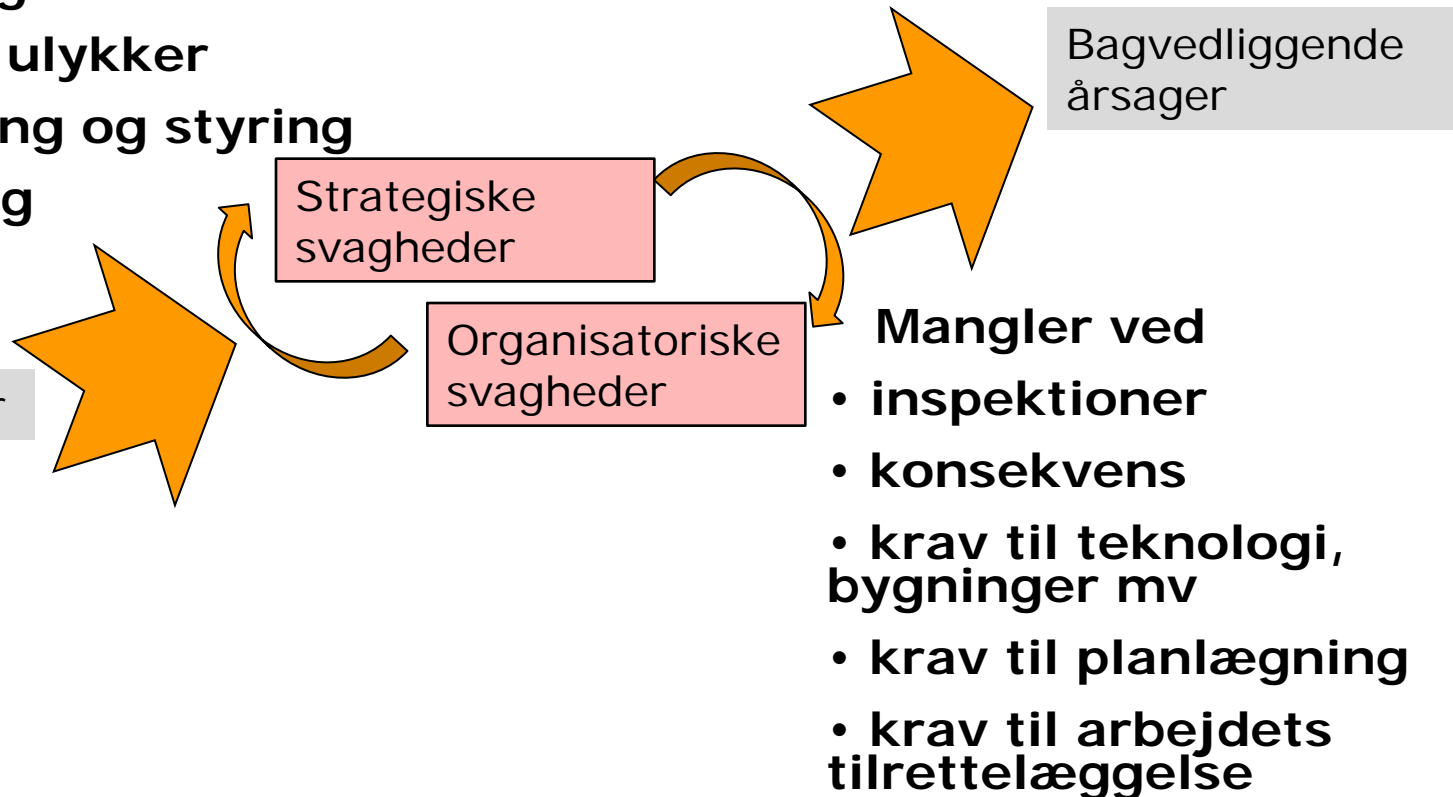 ulykker
og styring
Strategiske
svagheder
Organisatoriske
svagheder
Bagvedliggende
årsager
Mangler ved
• inspektioner
• konsekvens
• krav til teknologi,
bygninger mv
• krav til planlægning
• krav til arbejdets
tilrettelæggelse